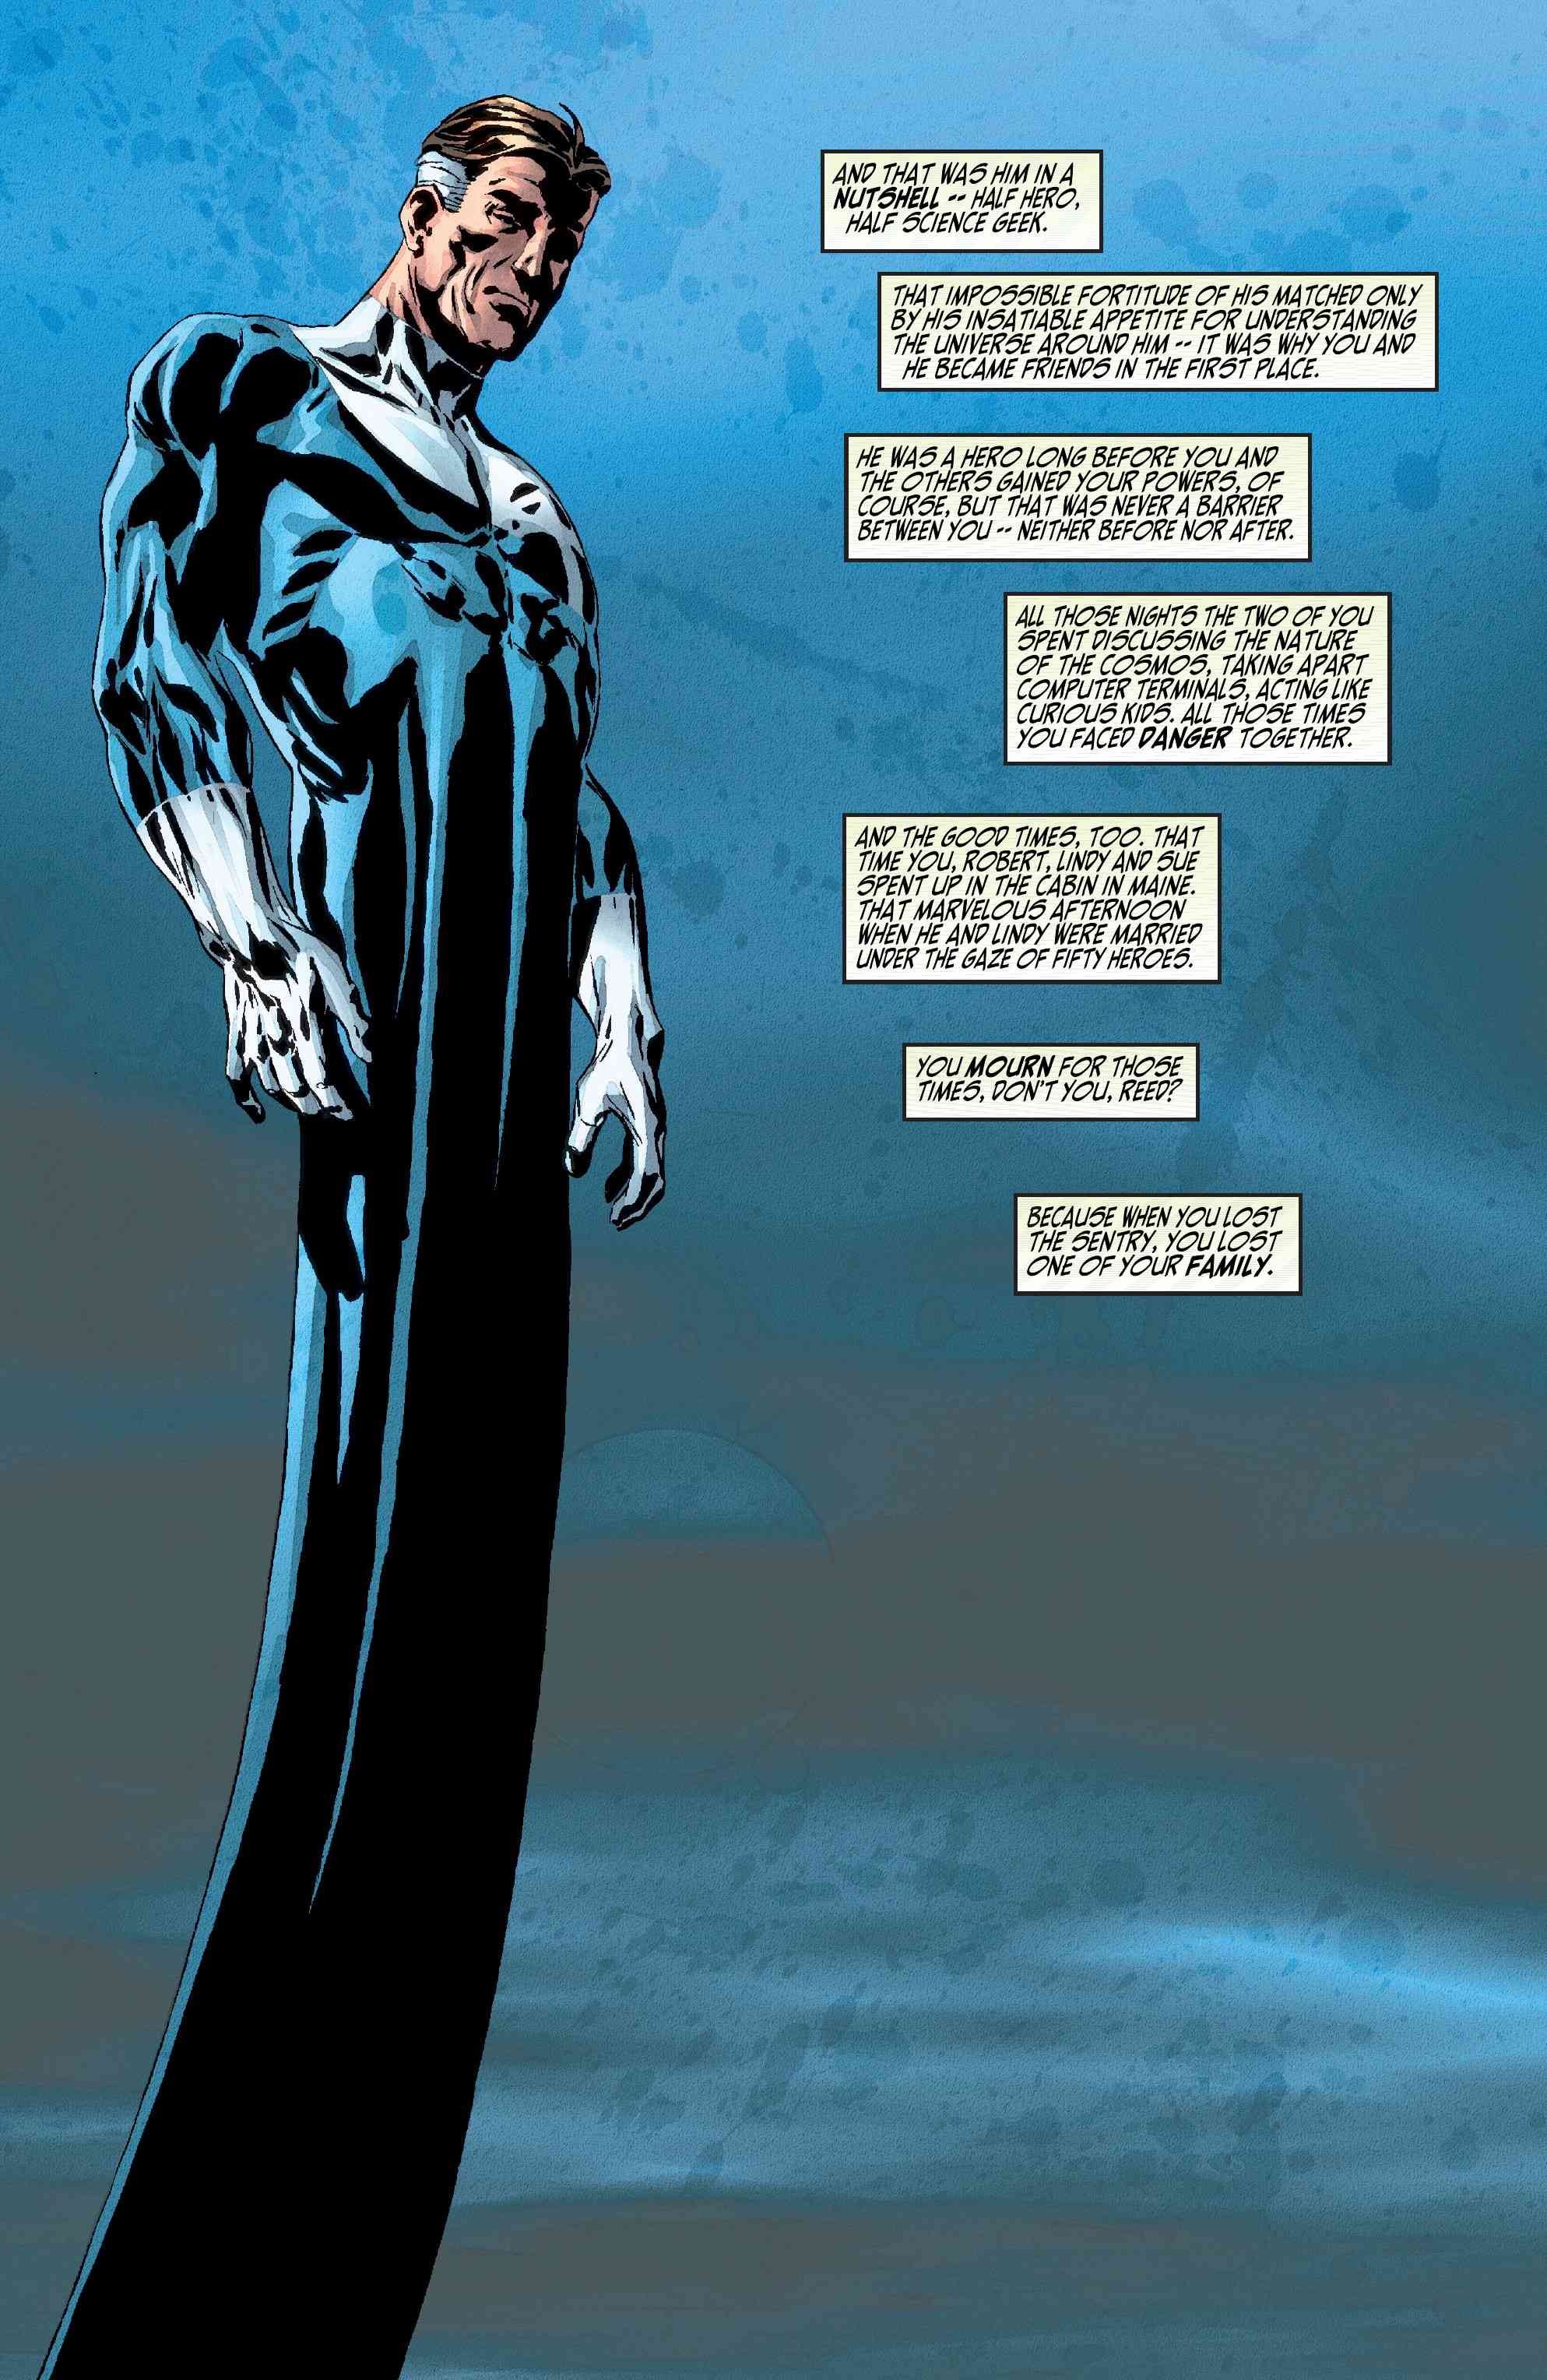 AND THAT WAS HIM IN A
NUTSHELL -- HALF HERO,
HALF SCIENCE GEEK.
THAT IMPOSSIBLE FORTITUDE OF HIS MATCHED ONLY
BY HIS INSATIABLE APPETITE FOR UNDERSTANDING
THE UNIVERSE AROUND HIM -- IT WAS WHY YOU AND
HE BECAME FRIENDS IN THE FIRST PLACE.
HE WAS A HERO LONG BEFORE YOU AND
THE OTHERS GAINED YOUR POWERS, OF
COURSE, BUT THAT WAS NEVER A BARRIER
BETWEEN YOU -- NEITHER BEFORE NOR AFTER.
ALL THOSE NIGHTS THE TWO OF YOU
SPENT DISCUSSING THE NATURE
OF THE COSMOS, TAKING APART
COMPUTER TERMINALS, ACTING LIKE
CURIOUS KIDS. ALL THOSE TIMES
YOU FACED DANGER TOGETHER.
AND THE GOOD TIMES, TOO. THAT
TIME YOU, ROBERT, LINDY AND SUE
SPENT UP IN THE CABIN IN MAINE.
THAT MARVELOUS AFTERNOON
WHEN HE AND LINDY WERE MARRIED
UNDER THE GAZE OF FIFTY HEROES.
YOU MOURN FOR THOSE
TIMES, DON'T YOU, REED?
BECAUSE WHEN YOU LOST
THE SENTRY, YOU LOST
ONE OF YOUR FAMILY.